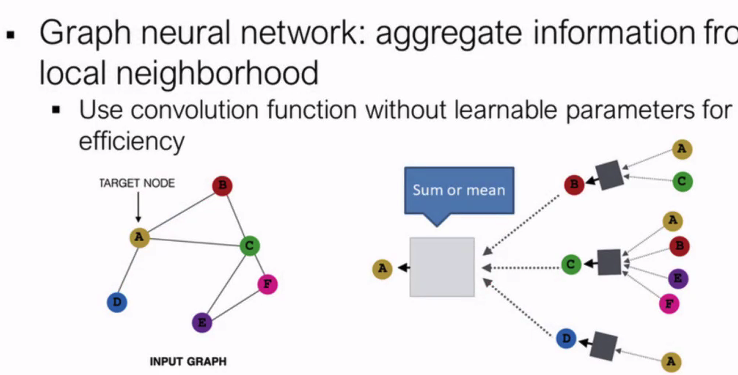 ▪ Graph neural network: aggregate information fro
local neighborhood
▪ Use convolution function without learnable parameters for
efficiency
TARGET NODE
A
B
C
D
E
F
INPUT GRAPH
Sum or mean
A
B
A
C
C
A
B
E
F
D
A